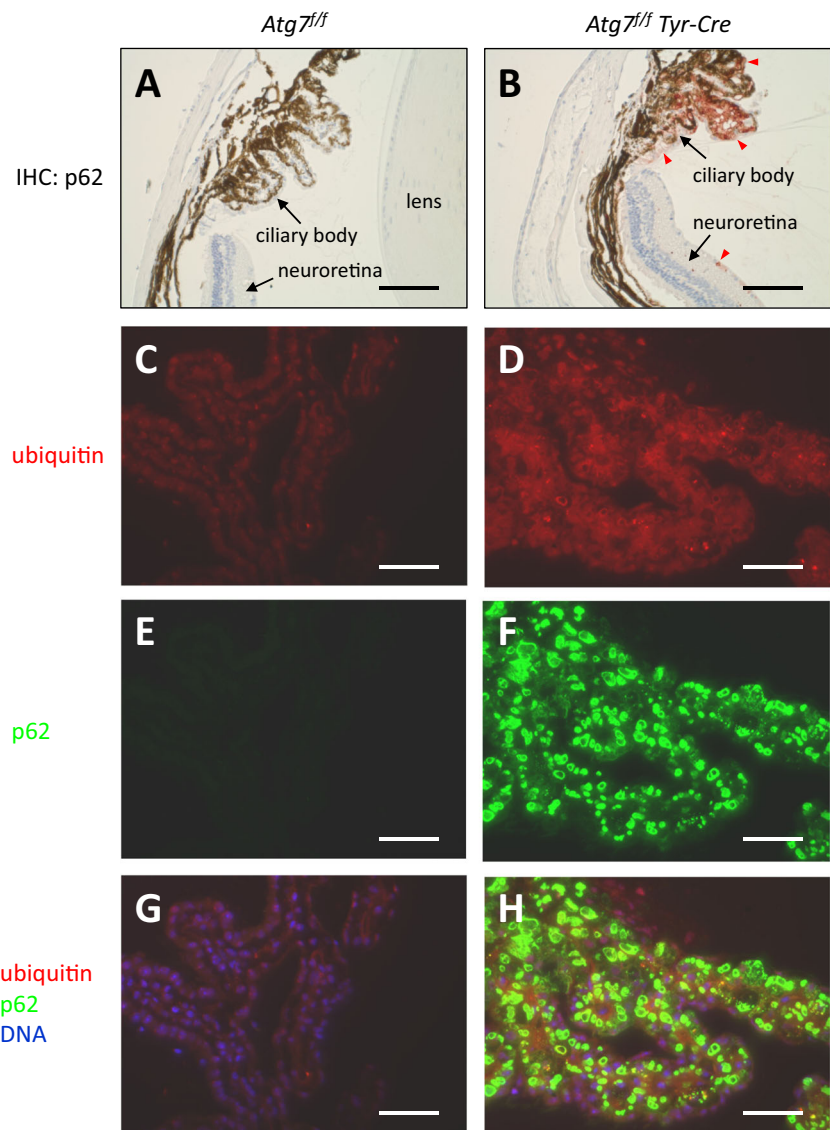 Atg7f/f
Atg7f/f Tyr-Cre
IHC: p62
A
ciliary body
neuroretina
lens
B
ciliary body
neuroretina
ubiquitin
C
D
p62
E
F
ubiquitin
p62
DNA
G
H